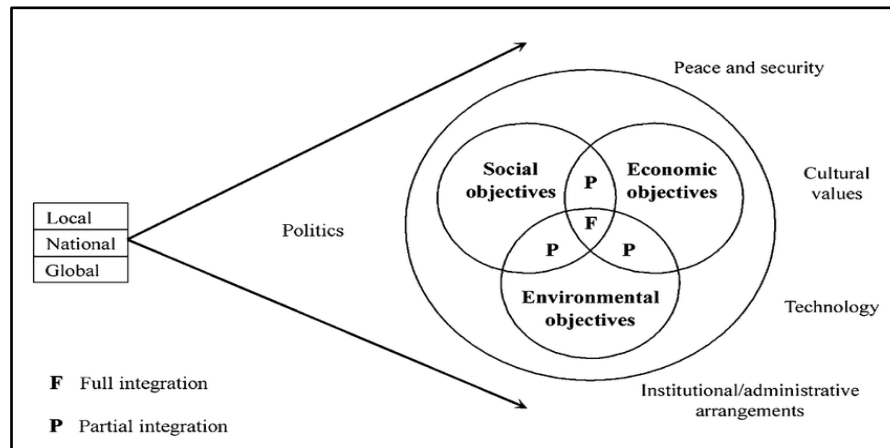 Peace and security
Social
objectives
P
Economic
objectives
Cultural
values
Local
National
Global
Politics
F
P
P
Environmental
objectives
Technology
F Full integration
P Partial integration
Institutional/administrative
arrangements